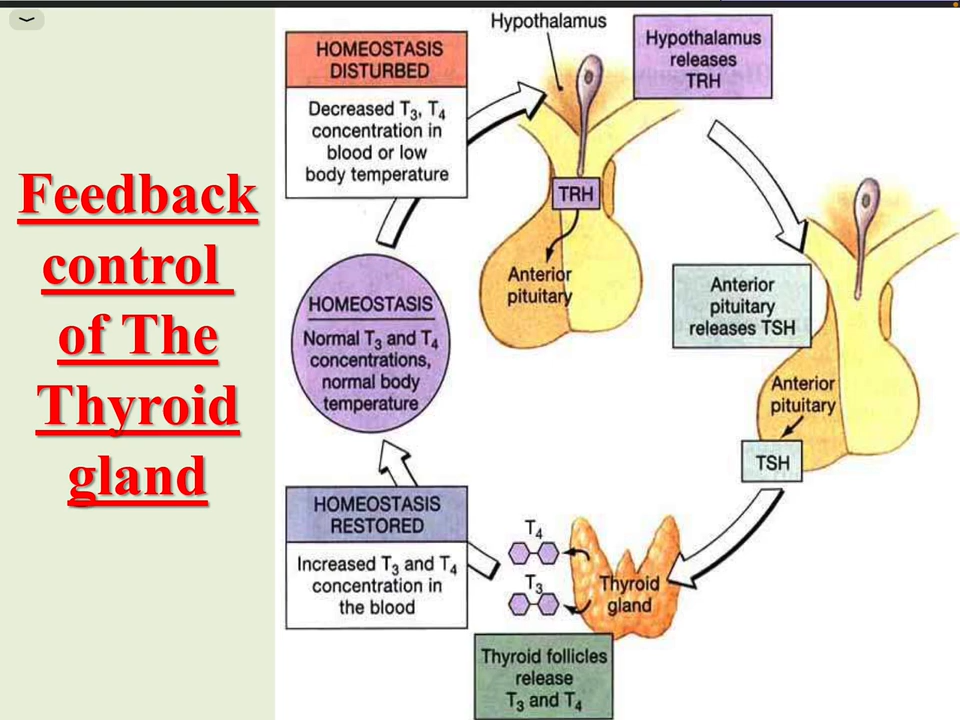 Feedback
control
of The
Thyroid
gland
HOMEOSTASIS
DISTURBED
Decreased T₃, T₄
concentration in
blood or low
body temperature
Hypothalamus
Hypothalamus
releases
TRH
TRH
Anterior
pituitary
Anterior
pituitary
releases TSH
Anterior
pituitary
TSH
HOMEOSTASIS
Normal T₃ and T₄
concentrations,
normal body
temperature
HOMEOSTASIS
RESTORED
Increased T₃ and T₄
concentration in
the blood
T₄
T₃
Thyroid
gland
Thyroid follicles
release
T₃ and T₄